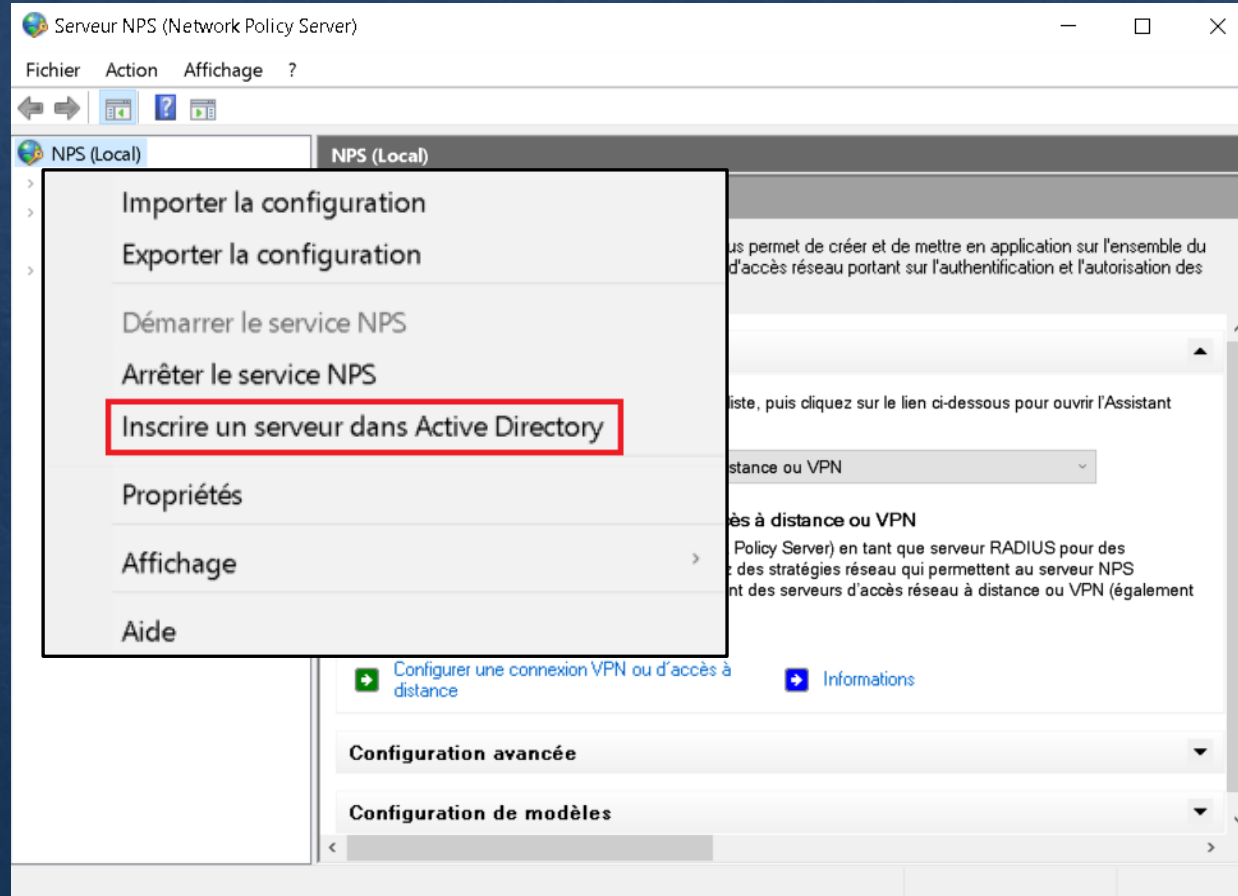 Serveur NPS (Network Policy Server)
Fichier Action Affichage ?
NPS (Local)
NPS (Local)
Importer la configuration
Exporter la configuration
Démarrer le service NPS
Arrêter le service NPS
Inscrire un serveur dans Active Directory
Propriétés
Affichage
Aide
us permet de créer et de mettre en application sur l'ensemble du
d'accès réseau portant sur l'authentification et l'autorisation des
liste, puis cliquez sur le lien ci-dessous pour ouvrir l'Assistant
stance ou VPN
ès à distance ou VPN
Policy Server) en tant que serveur RADIUS pour des
des stratégies réseau qui permettent au serveur NPS
nt des serveurs d'accès réseau à distance ou VPN (également
Configurer une connexion VPN ou d´accès à
distance
Informations
Configuration avancée
Configuration de modèles